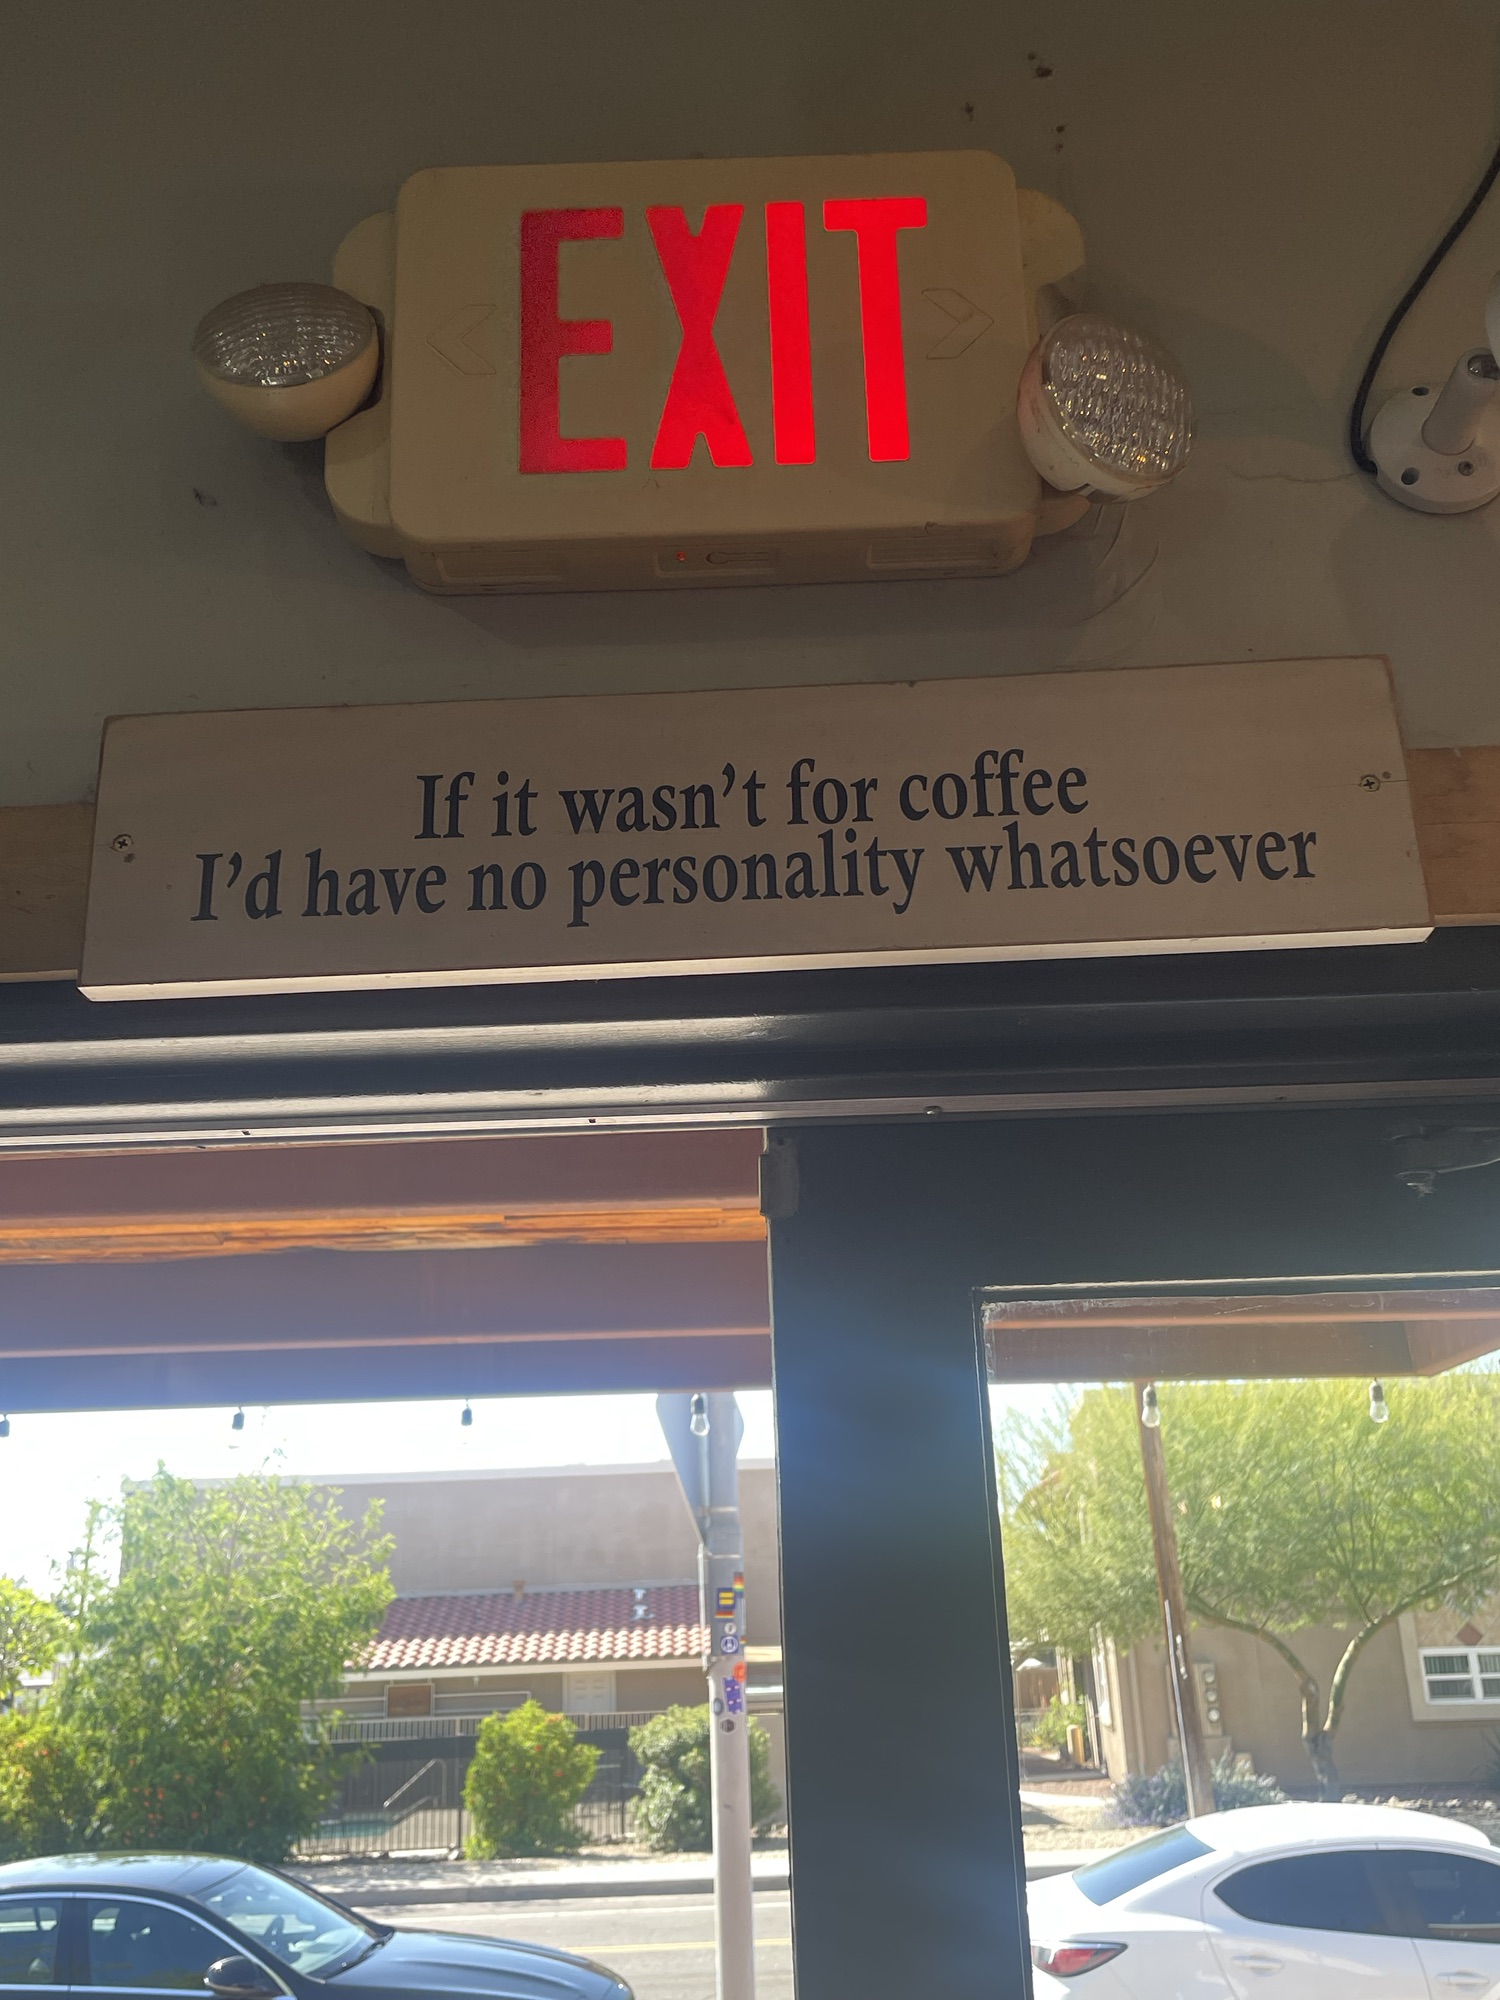 EXIT
If it wasn't for coffee
I'd have no personality whatsoever